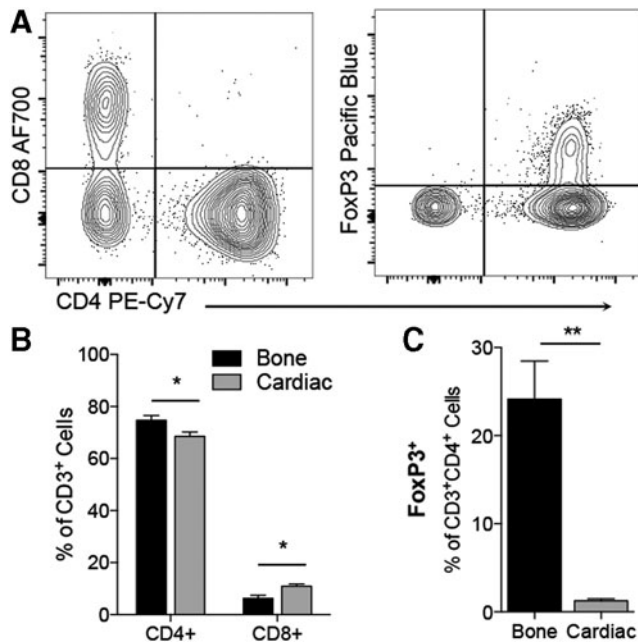 A
CD8 AF700
FoxP3 Pacific Blue
CD4 PE-Cy7
B
% of CD3⁺ Cells
100
80
60
40
20
0
Bone
Cardiac
*
*
CD4+
CD8+
C
FoxP3⁺
% of CD3⁺CD4⁺ Cells
30
20
10
0
**
Bone
Cardiac